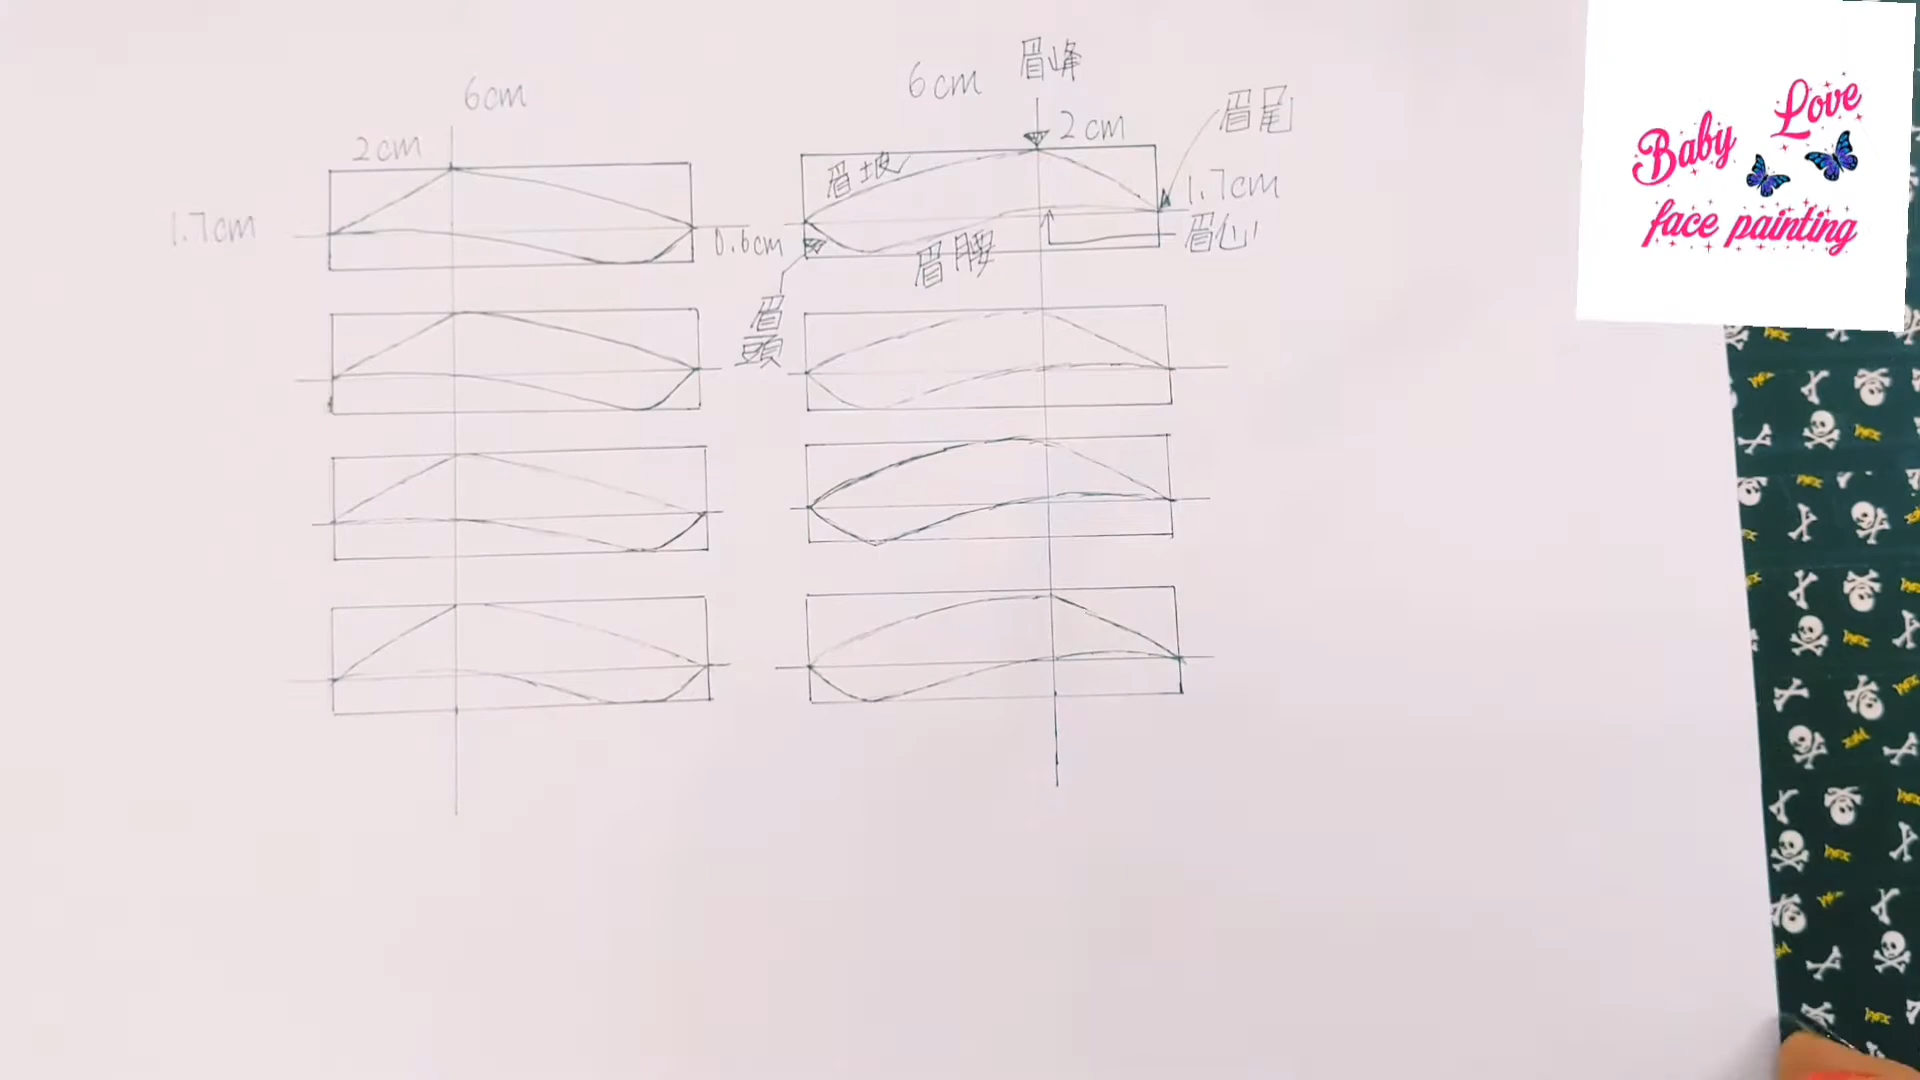 6cm
2cm
1.7cm
0.6cm
6cm
眉峰
2cm
眉尾
眉坡
1.7cm
眉心
眉腰
眉頭
Baby Love
face painting